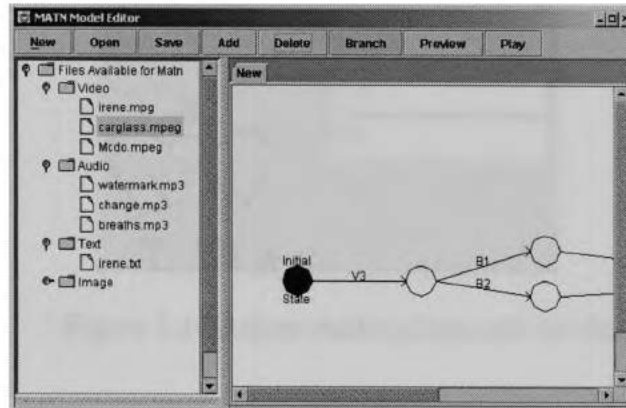 MATN Model Editor
New Open Save Add Delete Branch Preview Play
Files Available for Matn
Video
irene.mpg
carglass.mpeg
Mcdo.mpeg
Audio
watermark.mp3
change.mp3
breaths.mp3
Text
irene.txt
Image
New
Initial
State
V3
B1
B2